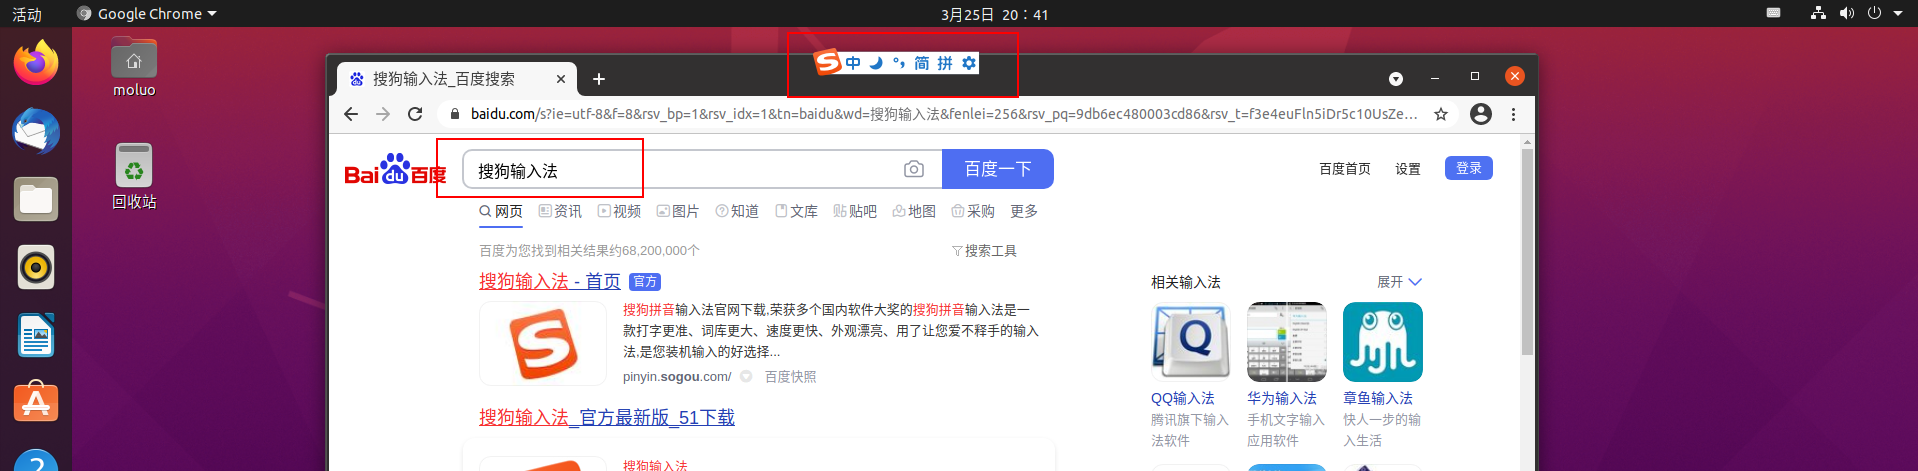 活动
Google Chrome
3月25日 20：41
moluo
回收站
搜狗输入法_百度搜索
中 °, 简 拼
baidu.com/s?ie=utf-8&f=8&rsv_bp=1&rsv_idx=1&tn=baidu&wd=搜狗输入法&fenlei=256&rsv_pq=9db6ec480003cd86&rsv_t=f3e4euFln5iDr5c10UsZe...
Bai du 百度
搜狗输入法
百度一下
百度首页 设置 登录
网页 资讯 视频 图片 知道 文库 贴吧 地图 采购 更多
百度为您找到相关结果约68,200,000个
搜索工具
搜狗输入法 - 首页 官方
搜狗拼音输入法官网下载,荣获多个国内软件大奖的搜狗拼音输入法是一
款打字更准、词库更大、速度更快、外观漂亮、用了让您爱不释手的输入
法,是您装机输入的好选择...
pinyin.sogou.com/ 百度快照
搜狗输入法_官方最新版_51下载
搜狗输入法
相关输入法
展开
QQ输入法
腾讯旗下输入
法软件
华为输入法
手机文字输入
应用软件
章鱼输入法
快人一步的输
入生活